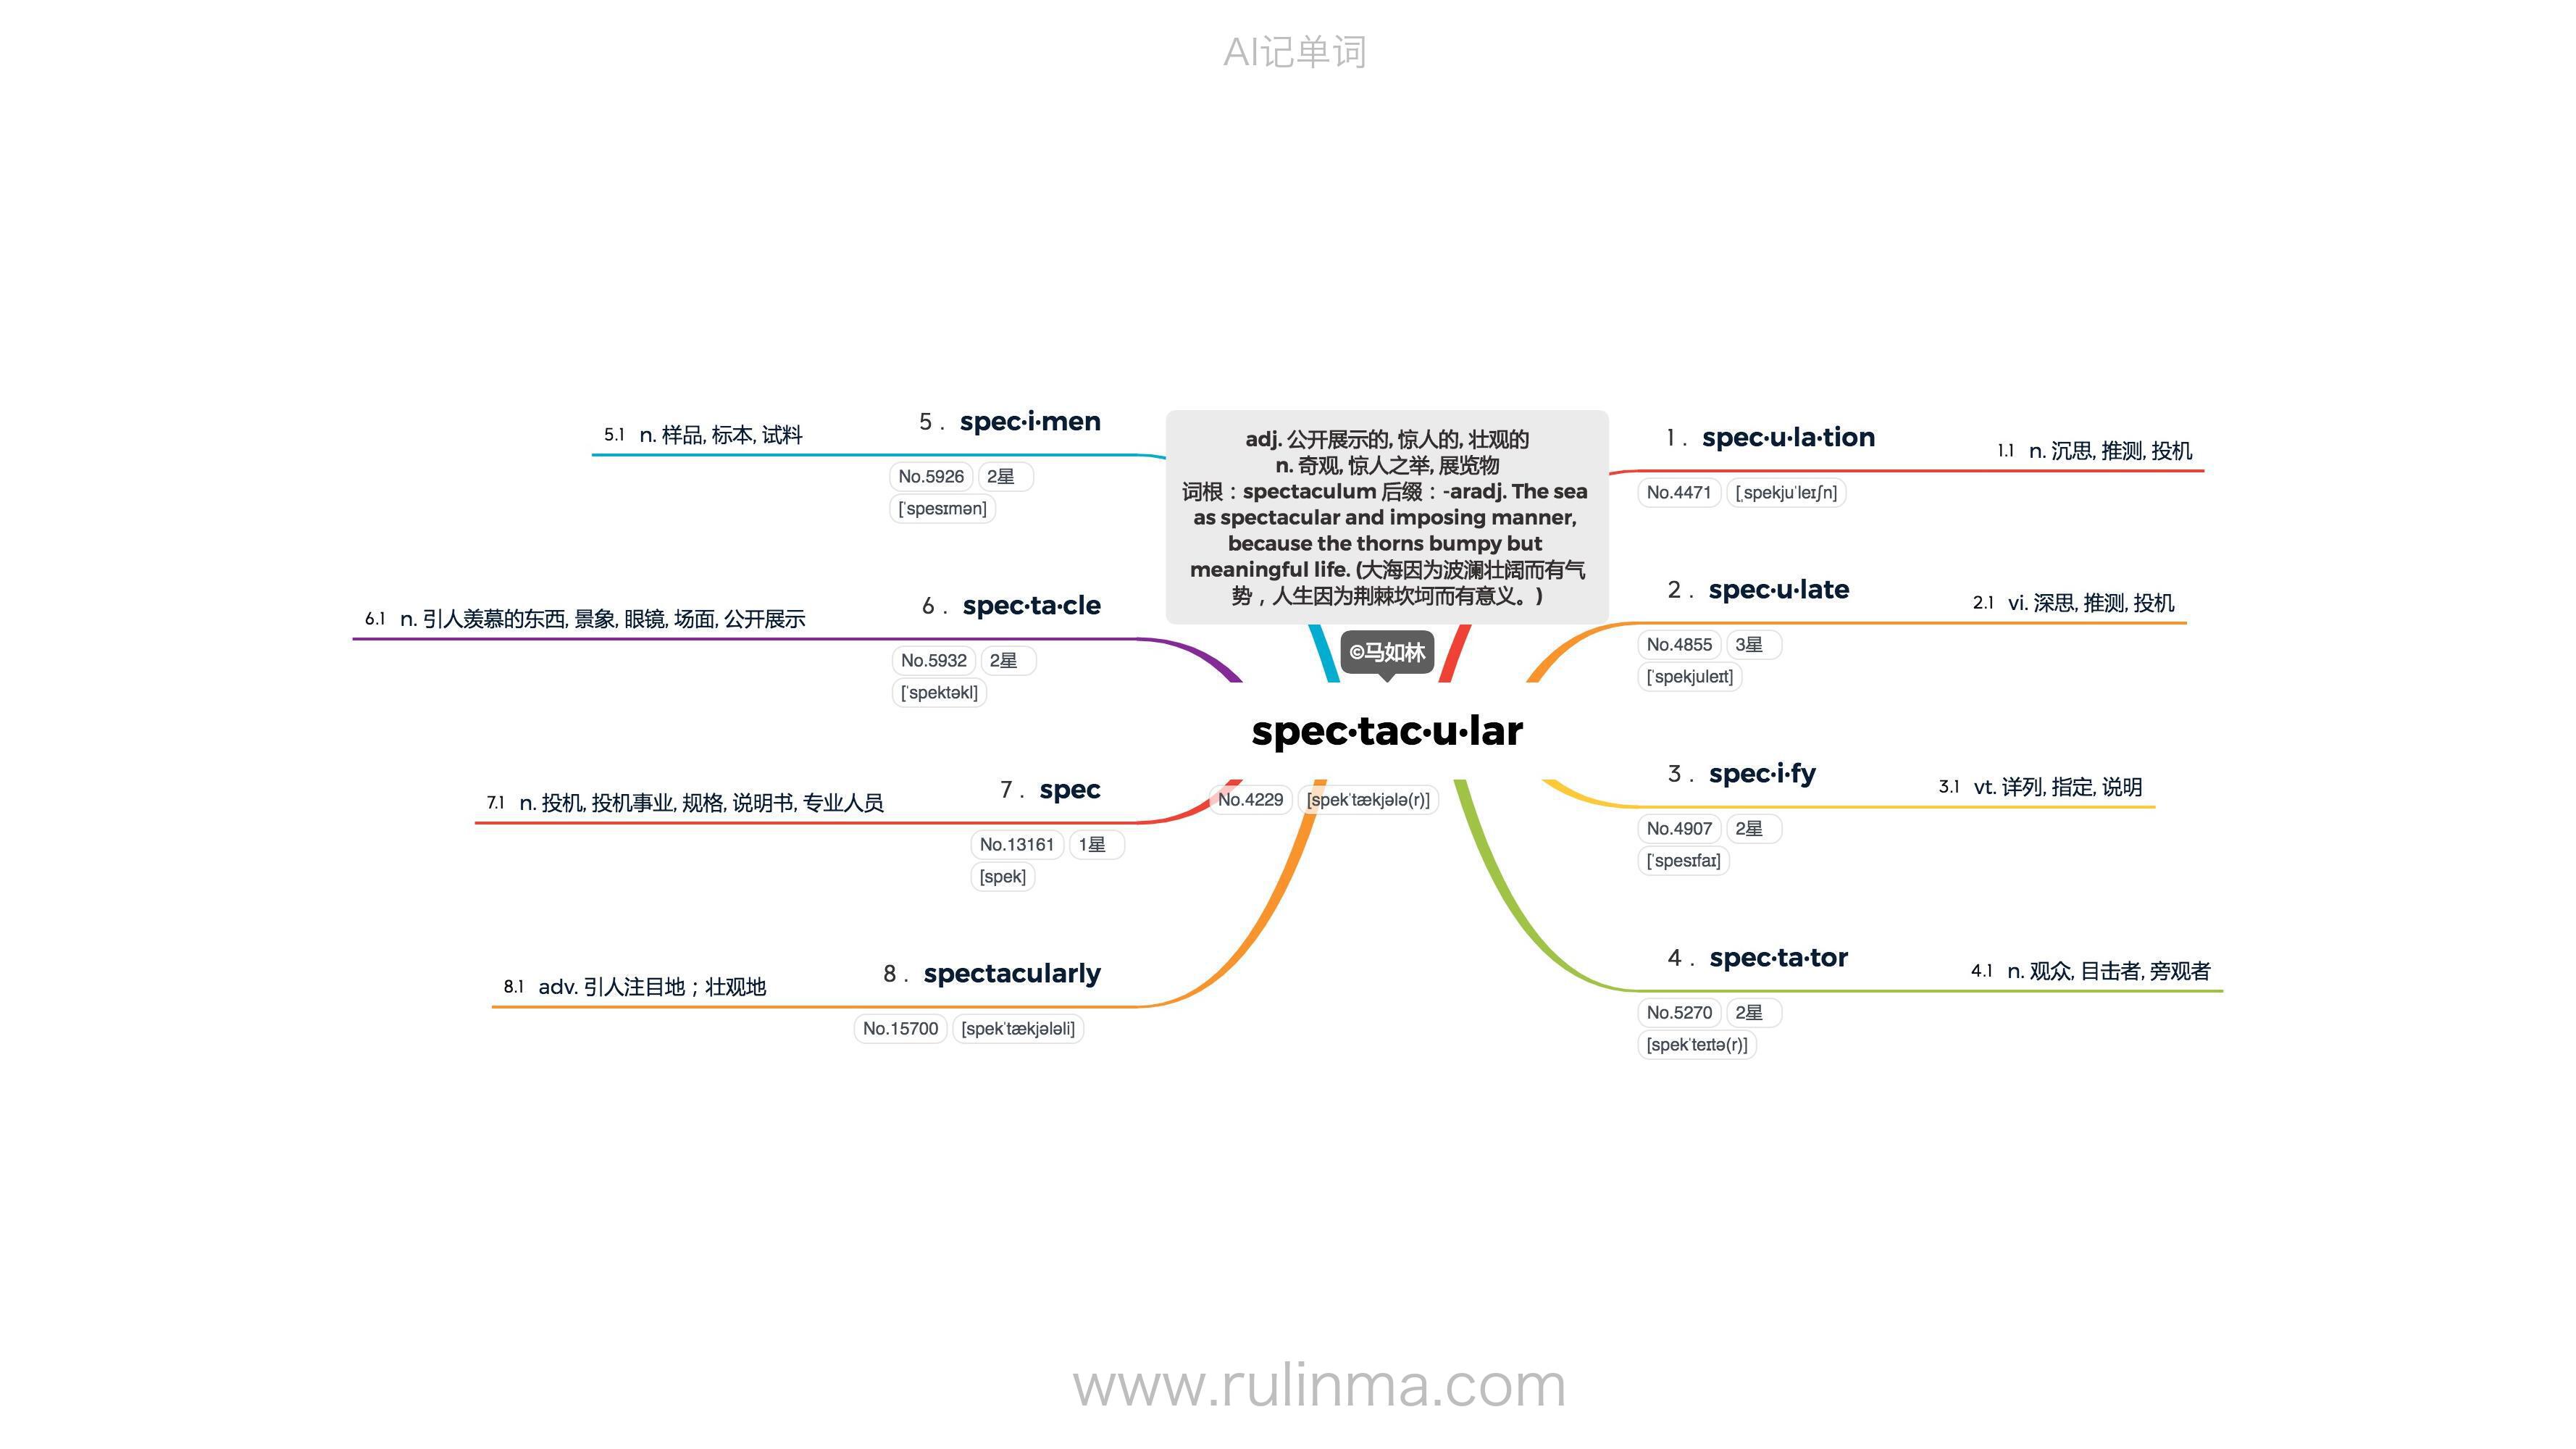 AI记单词
adj. 公开展示的, 惊人的, 壮观的
n. 奇观, 惊人之举, 展览物
词根：spectaculum 后缀：-aradj. The sea
as spectacular and imposing manner,
because the thorns bumpy but
meaningful life. (大海因为波澜壮阔而有气
势，人生因为荆棘坎坷而有意义。)
©马如林
spec·tac·u·lar
No.4229 [spekˈtækjələ(r)]
1 . spec·u·la·tion
1.1 n. 沉思, 推测, 投机
No.4471 [ˌspekjuˈleɪʃn]
2 . spec·u·late
2.1 vi. 深思, 推测, 投机
No.4855 3星
[ˈspekjuleɪt]
3 . spec·i·fy
3.1 vt. 详列, 指定, 说明
No.4907 2星
[ˈspesɪfaɪ]
4 . spec·ta·tor
4.1 n. 观众, 目击者, 旁观者
No.5270 2星
[spekˈteɪtə(r)]
5 . spec·i·men
5.1 n. 样品, 标本, 试料
No.5926 2星
[ˈspesɪmən]
6 . spec·ta·cle
6.1 n. 引人羡慕的东西, 景象, 眼镜, 场面, 公开展示
No.5932 2星
[ˈspektəkl]
7 . spec
7.1 n. 投机, 投机事业, 规格, 说明书, 专业人员
No.13161 1星
[spek]
8 . spectacularly
8.1 adv. 引人注目地；壮观地
No.15700 [spekˈtækjələli]
www.rulinma.com